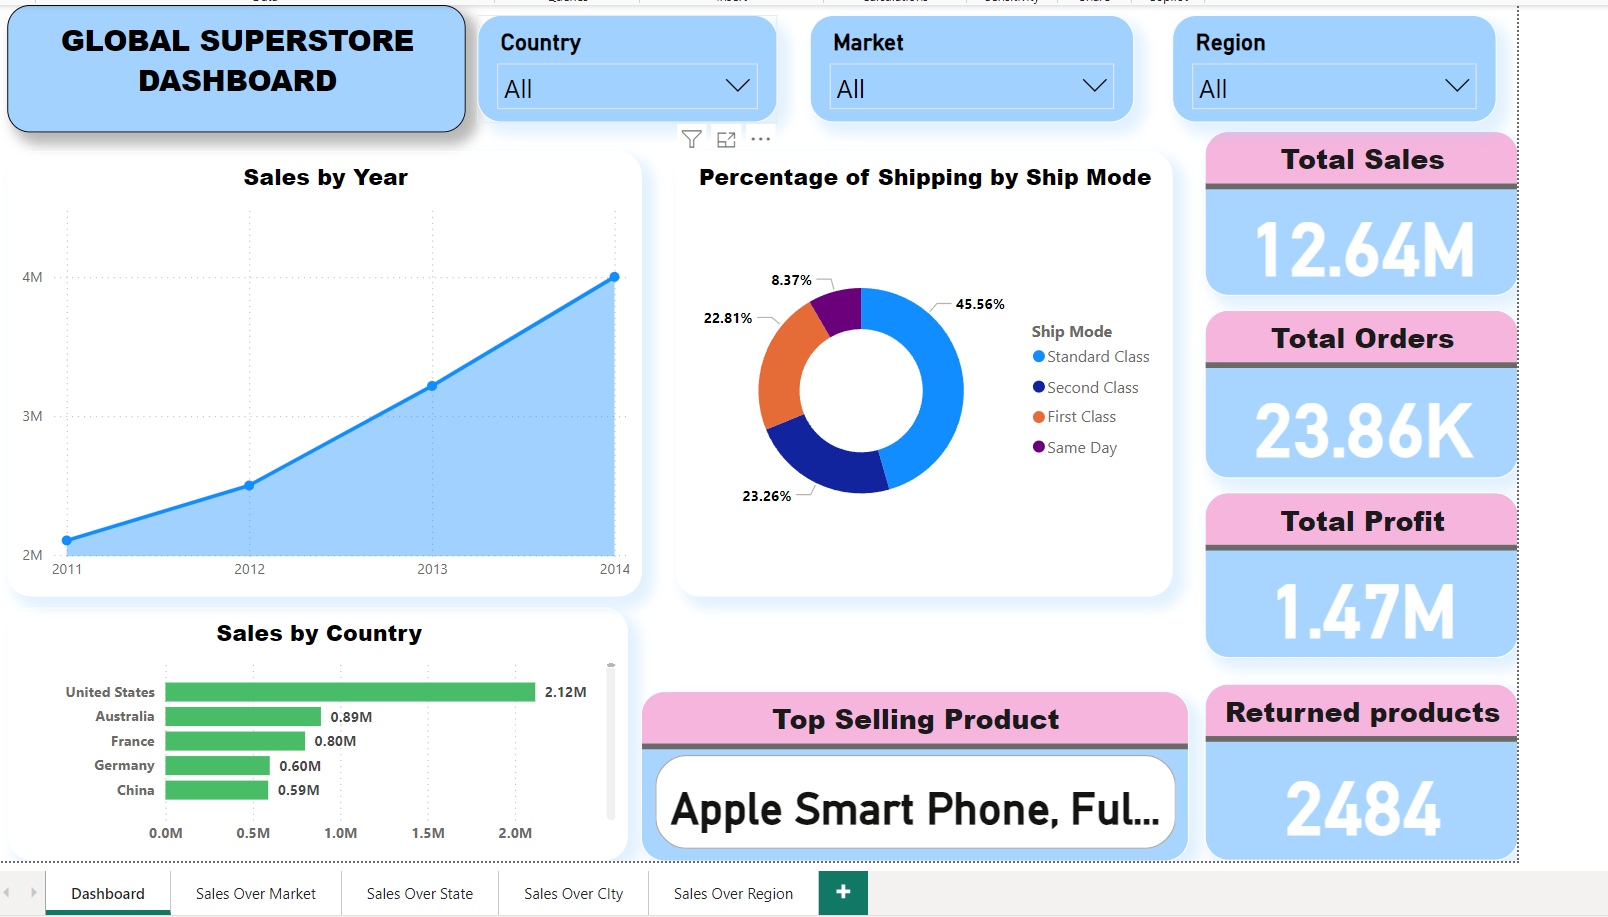 GLOBAL SUPERSTORE
DASHBOARD
Country
All
Market
All
Region
All
Sales by Year
4M
3M
2M
2011
2012
2013
2014
Percentage of Shipping by Ship Mode
8.37%
45.56%
22.81%
23.26%
Ship Mode
Standard Class
Second Class
First Class
Same Day
Total Sales
12.64M
Total Orders
23.86K
Total Profit
1.47M
Returned products
2484
Sales by Country
United States 2.12M
Australia 0.89M
France 0.80M
Germany 0.60M
China 0.59M
0.0M 0.5M 1.0M 1.5M 2.0M
Top Selling Product
Apple Smart Phone, Ful...
Dashboard
Sales Over Market
Sales Over State
Sales Over CIty
Sales Over Region